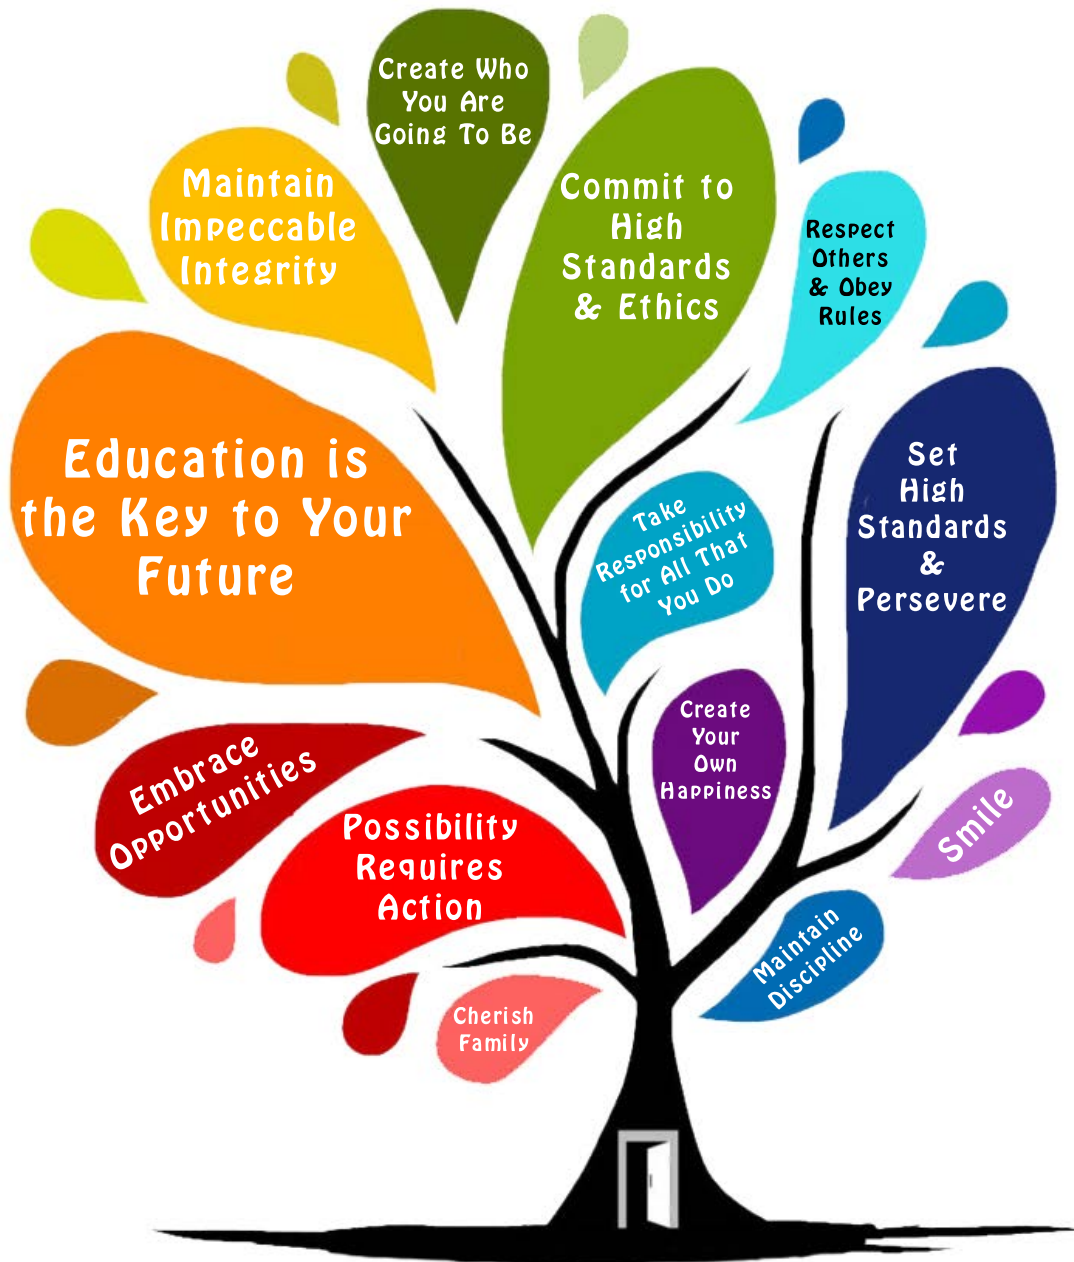 Create Who
You Are
Going To Be
Maintain
Impeccable
Integrity
Commit to
High
Standards
& Ethics
Respect
Others
& Obey
Rules
Education is
the Key to Your
Future
Take
Responsibility
for All That
You Do
Set
High
Standards
&
Persevere
Embrace
Opportunities
Create
Your
Own
Happiness
Smile
Possibility
Requires
Action
Maintain
Discipline
Cherish
Family